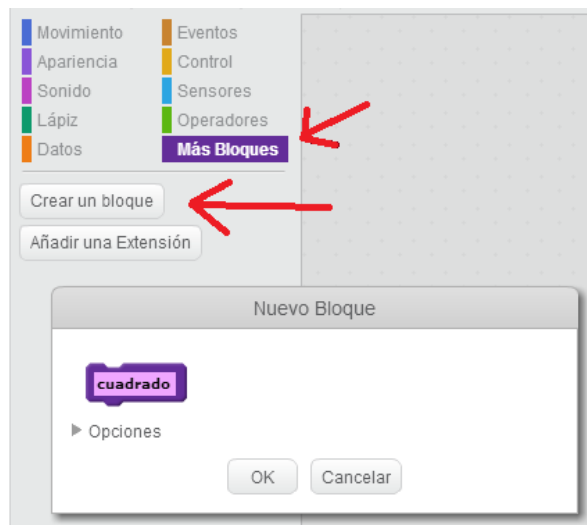 Movimiento Eventos
Apariencia Control
Sonido Sensores
Lápiz Operadores
Datos Más Bloques
Crear un bloque
Añadir una Extensión
Nuevo Bloque
cuadrado
Opciones
OK Cancelar